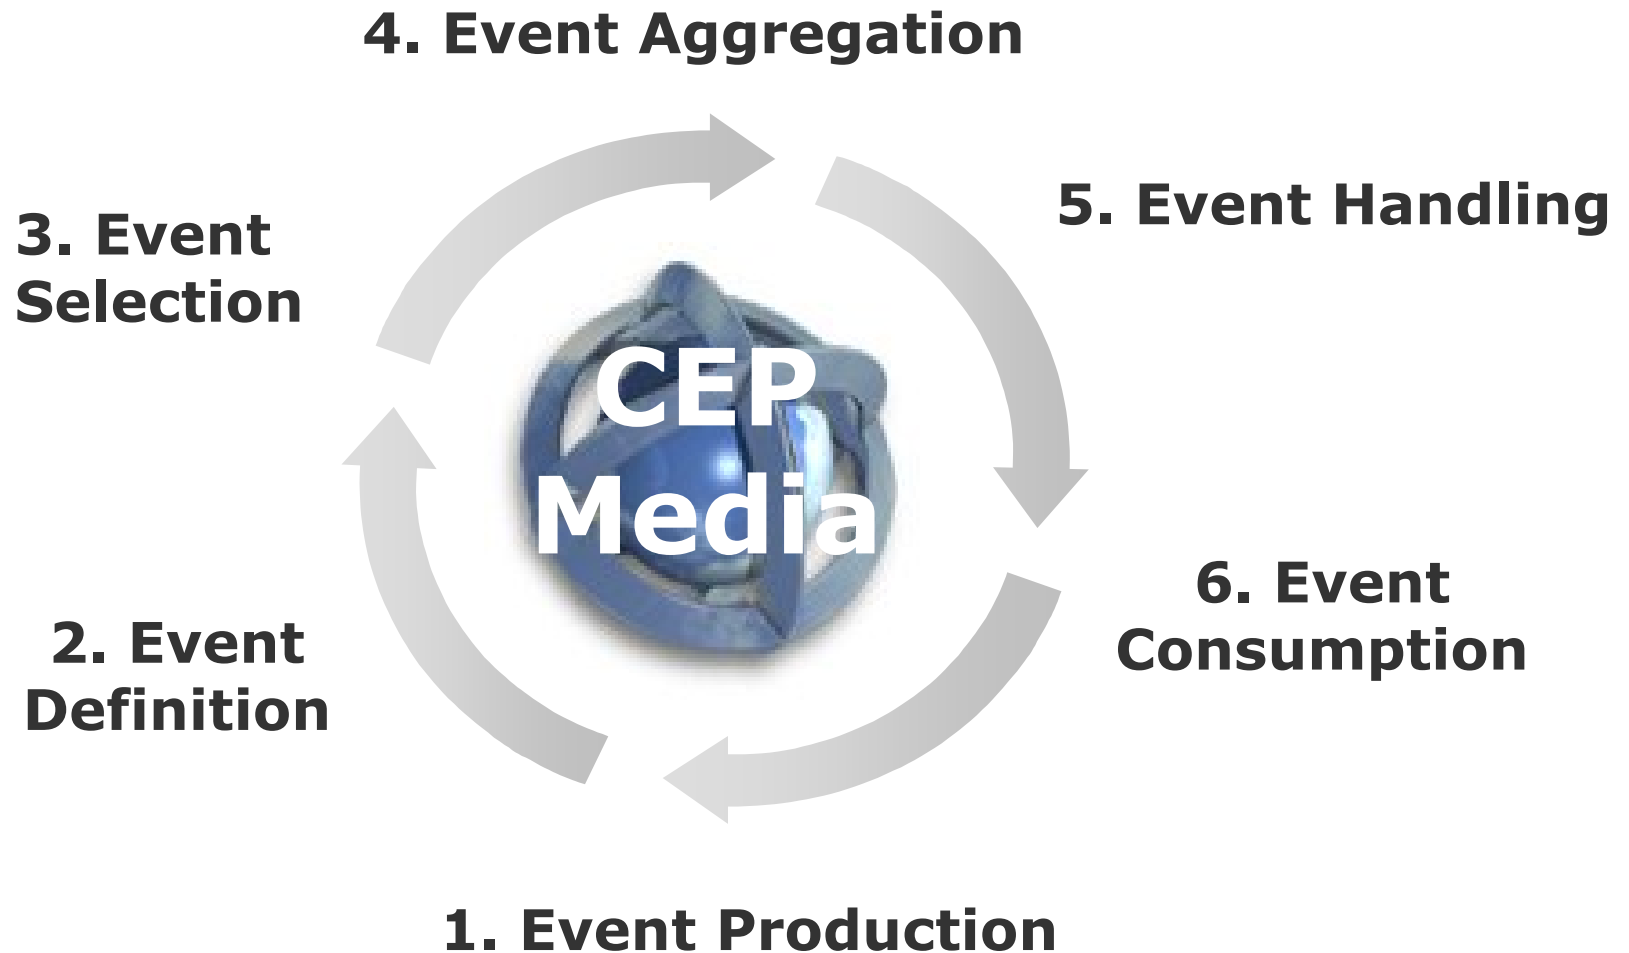 4. Event Aggregation
5. Event Handling
3. Event
Selection
CEP
Media
6. Event
Consumption
2. Event
Definition
1. Event Production